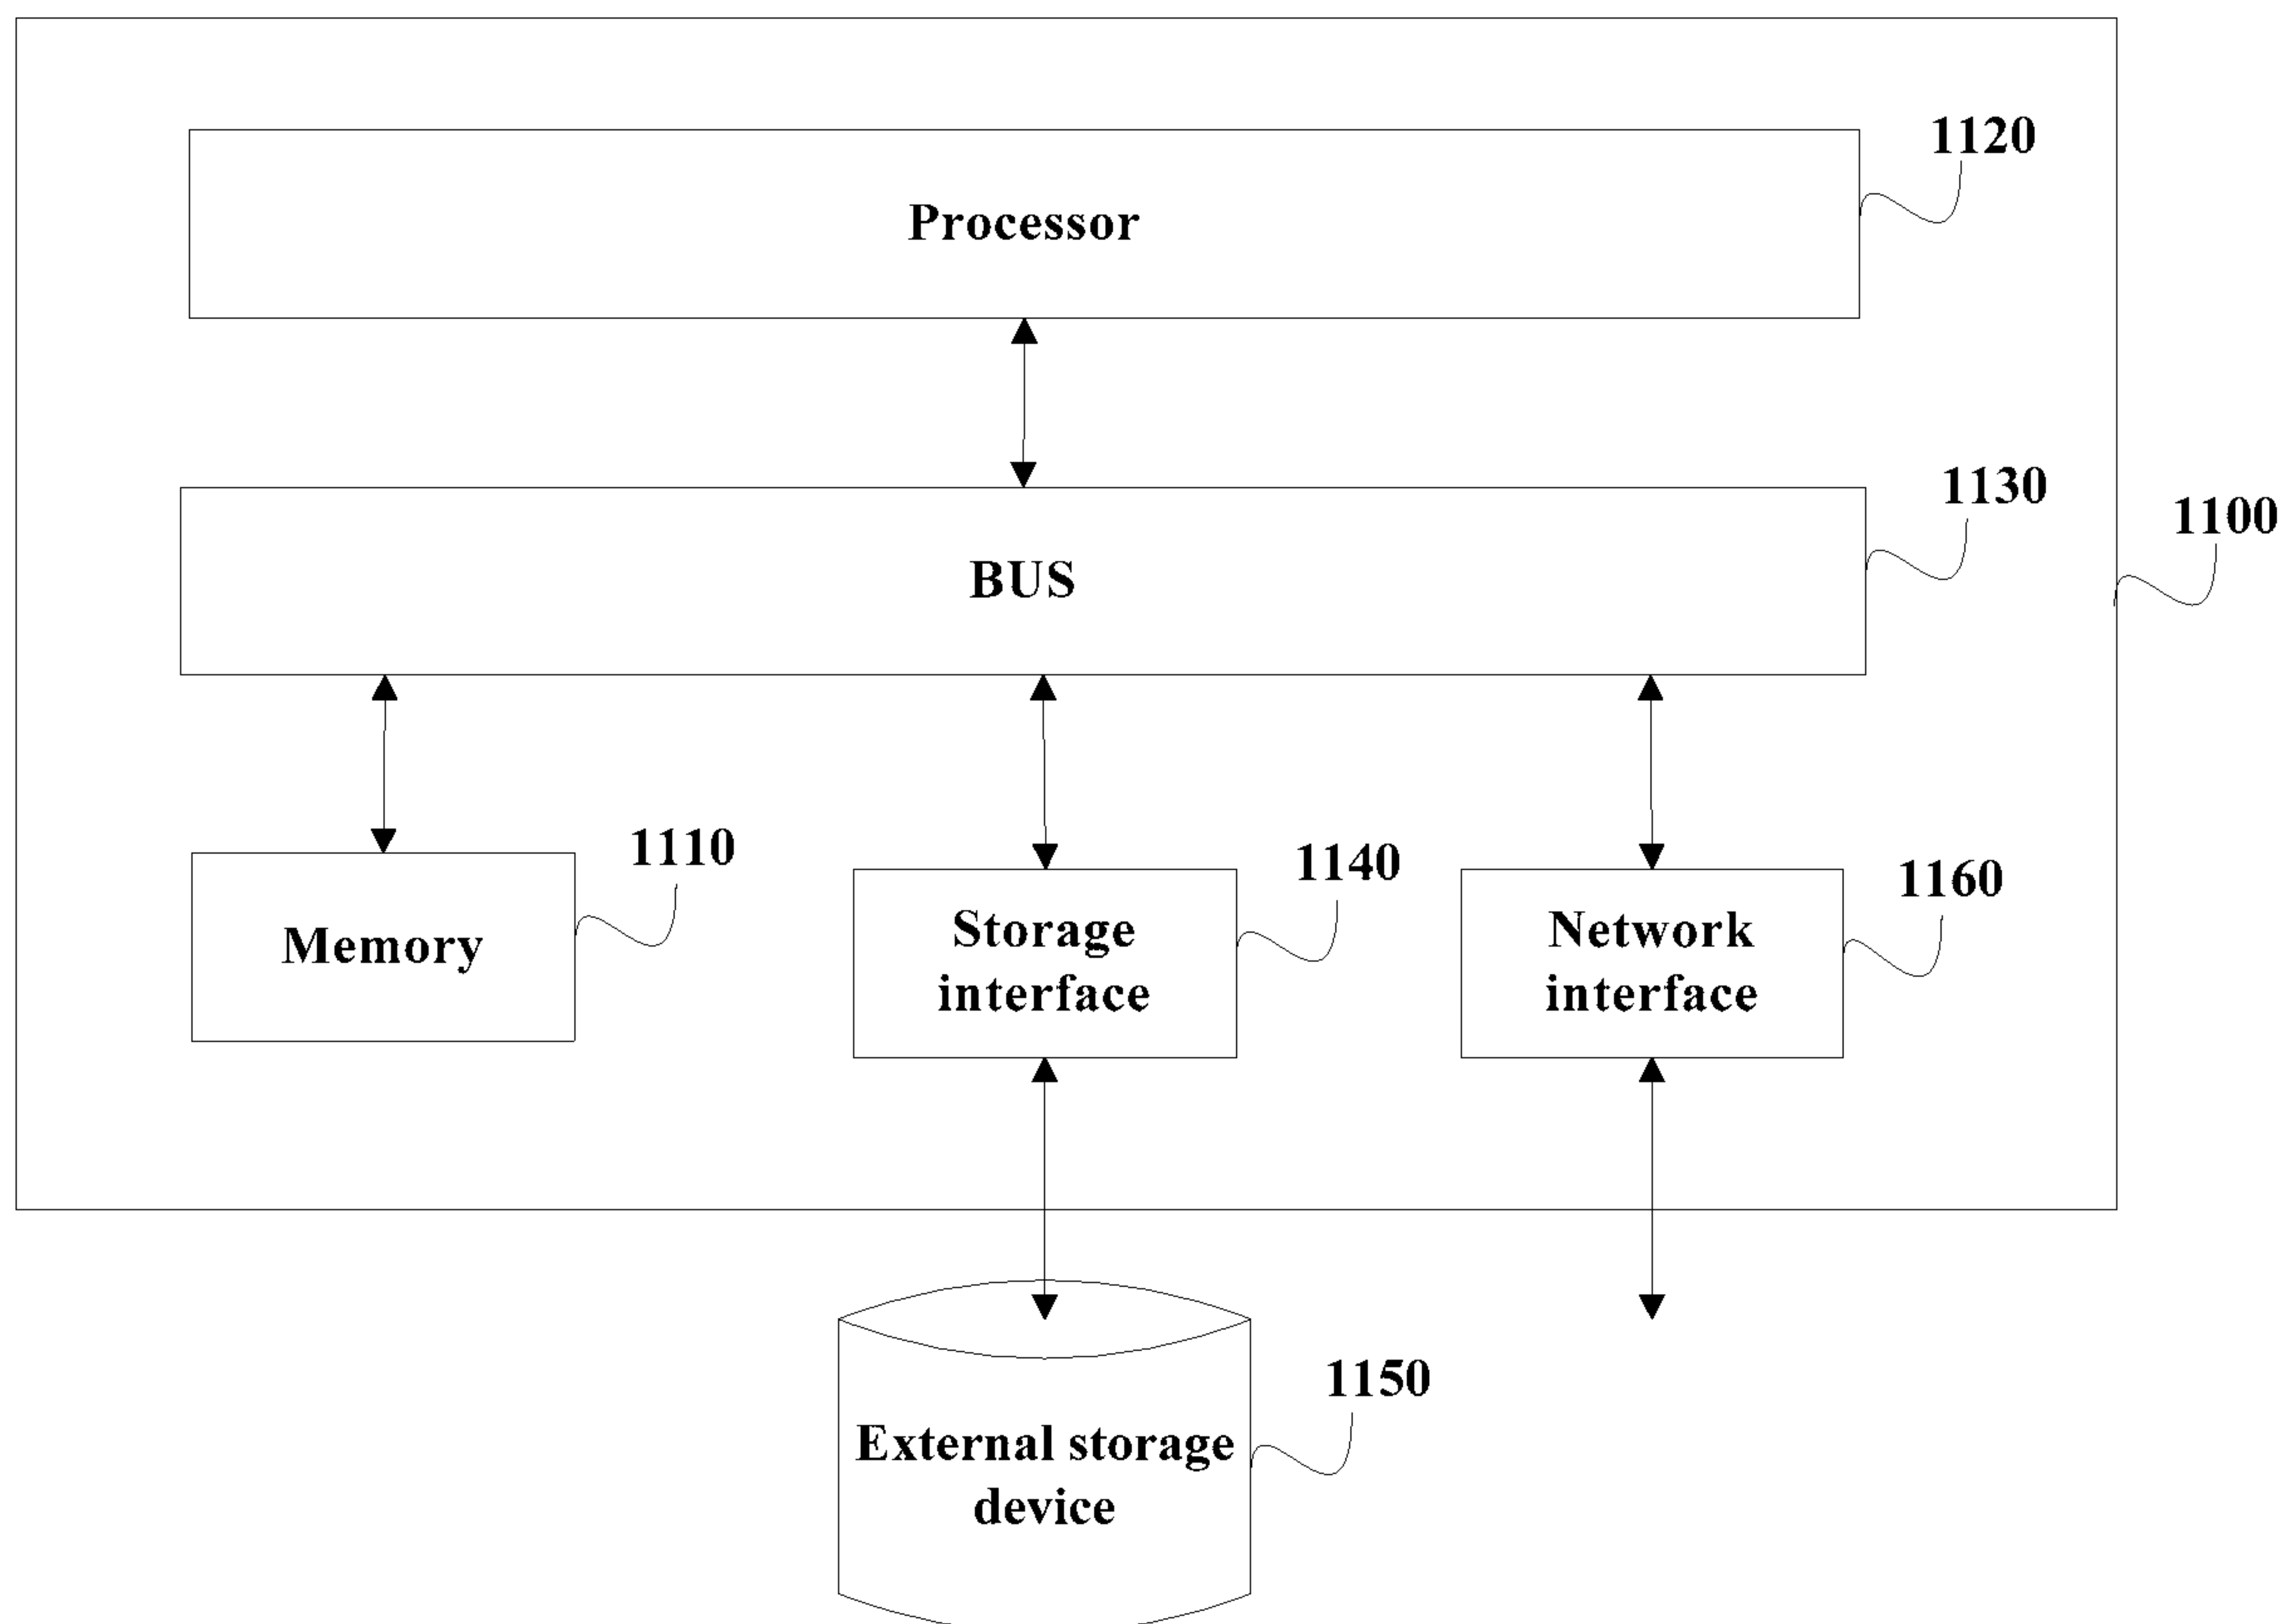 1120
Processor
1130
BUS
1100
1110
Memory
1140
Storage
interface
1160
Network
interface
1150
External storage
device